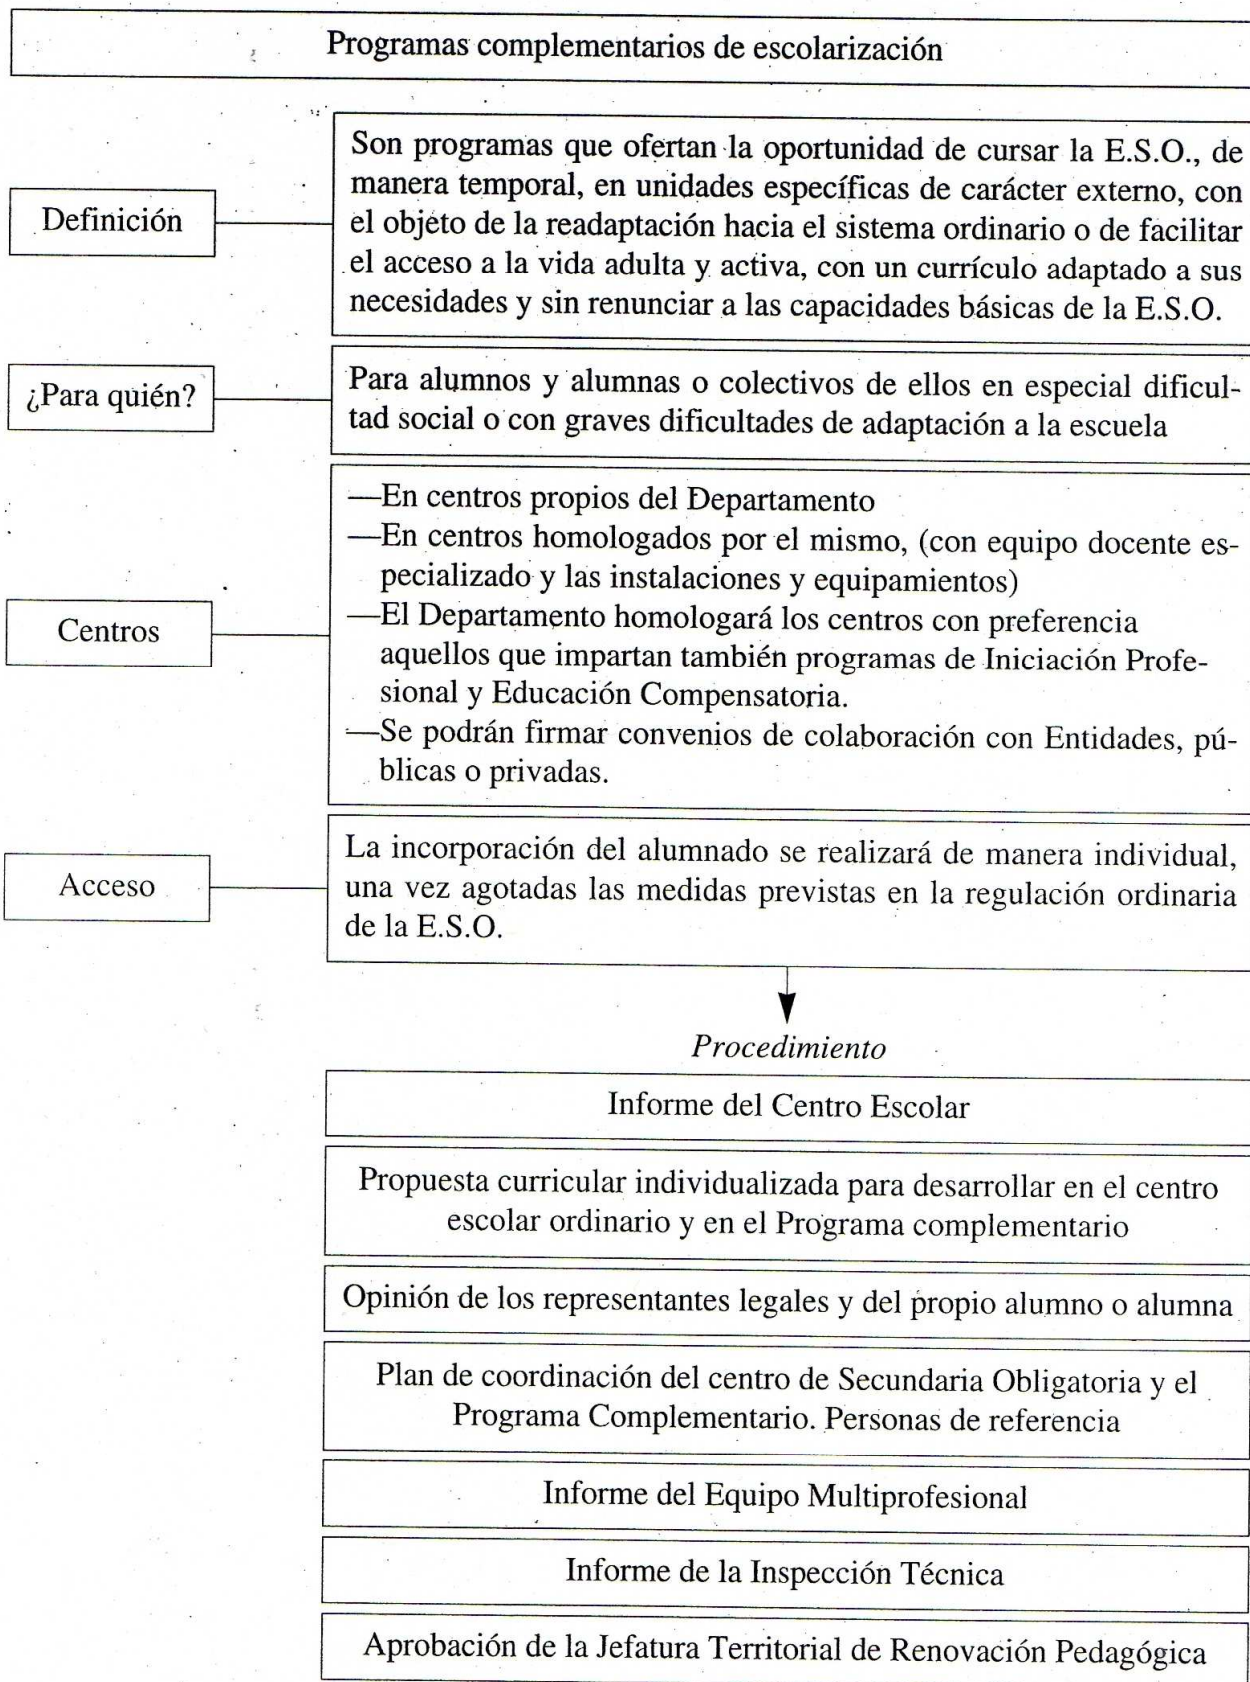 Programas complementarios de escolarización
Definición
Son programas que ofertan la oportunidad de cursar la E.S.O., de
manera temporal, en unidades específicas de carácter externo, con
el objeto de la readaptación hacia el sistema ordinario o de facilitar
el acceso a la vida adulta y activa, con un currículo adaptado a sus
necesidades y sin renunciar a las capacidades básicas de la E.S.O.
¿Para quién?
Para alumnos y alumnas o colectivos de ellos en especial dificul-
tad social o con graves dificultades de adaptación a la escuela
Centros
—En centros propios del Departamento
—En centros homologados por el mismo, (con equipo docente es-
pecializado y las instalaciones y equipamientos)
—El Departamento homologará los centros con preferencia
aquellos que impartan también programas de Iniciación Profe-
sional y Educación Compensatoria.
—Se podrán firmar convenios de colaboración con Entidades, pú-
blicas o privadas.
Acceso
La incorporación del alumnado se realizará de manera individual,
una vez agotadas las medidas previstas en la regulación ordinaria
de la E.S.O.
Procedimiento
Informe del Centro Escolar
Propuesta curricular individualizada para desarrollar en el centro
escolar ordinario y en el Programa complementario
Opinión de los representantes legales y del propio alumno o alumna
Plan de coordinación del centro de Secundaria Obligatoria y el
Programa Complementario. Personas de referencia
Informe del Equipo Multiprofesional
Informe de la Inspección Técnica
Aprobación de la Jefatura Territorial de Renovación Pedagógica